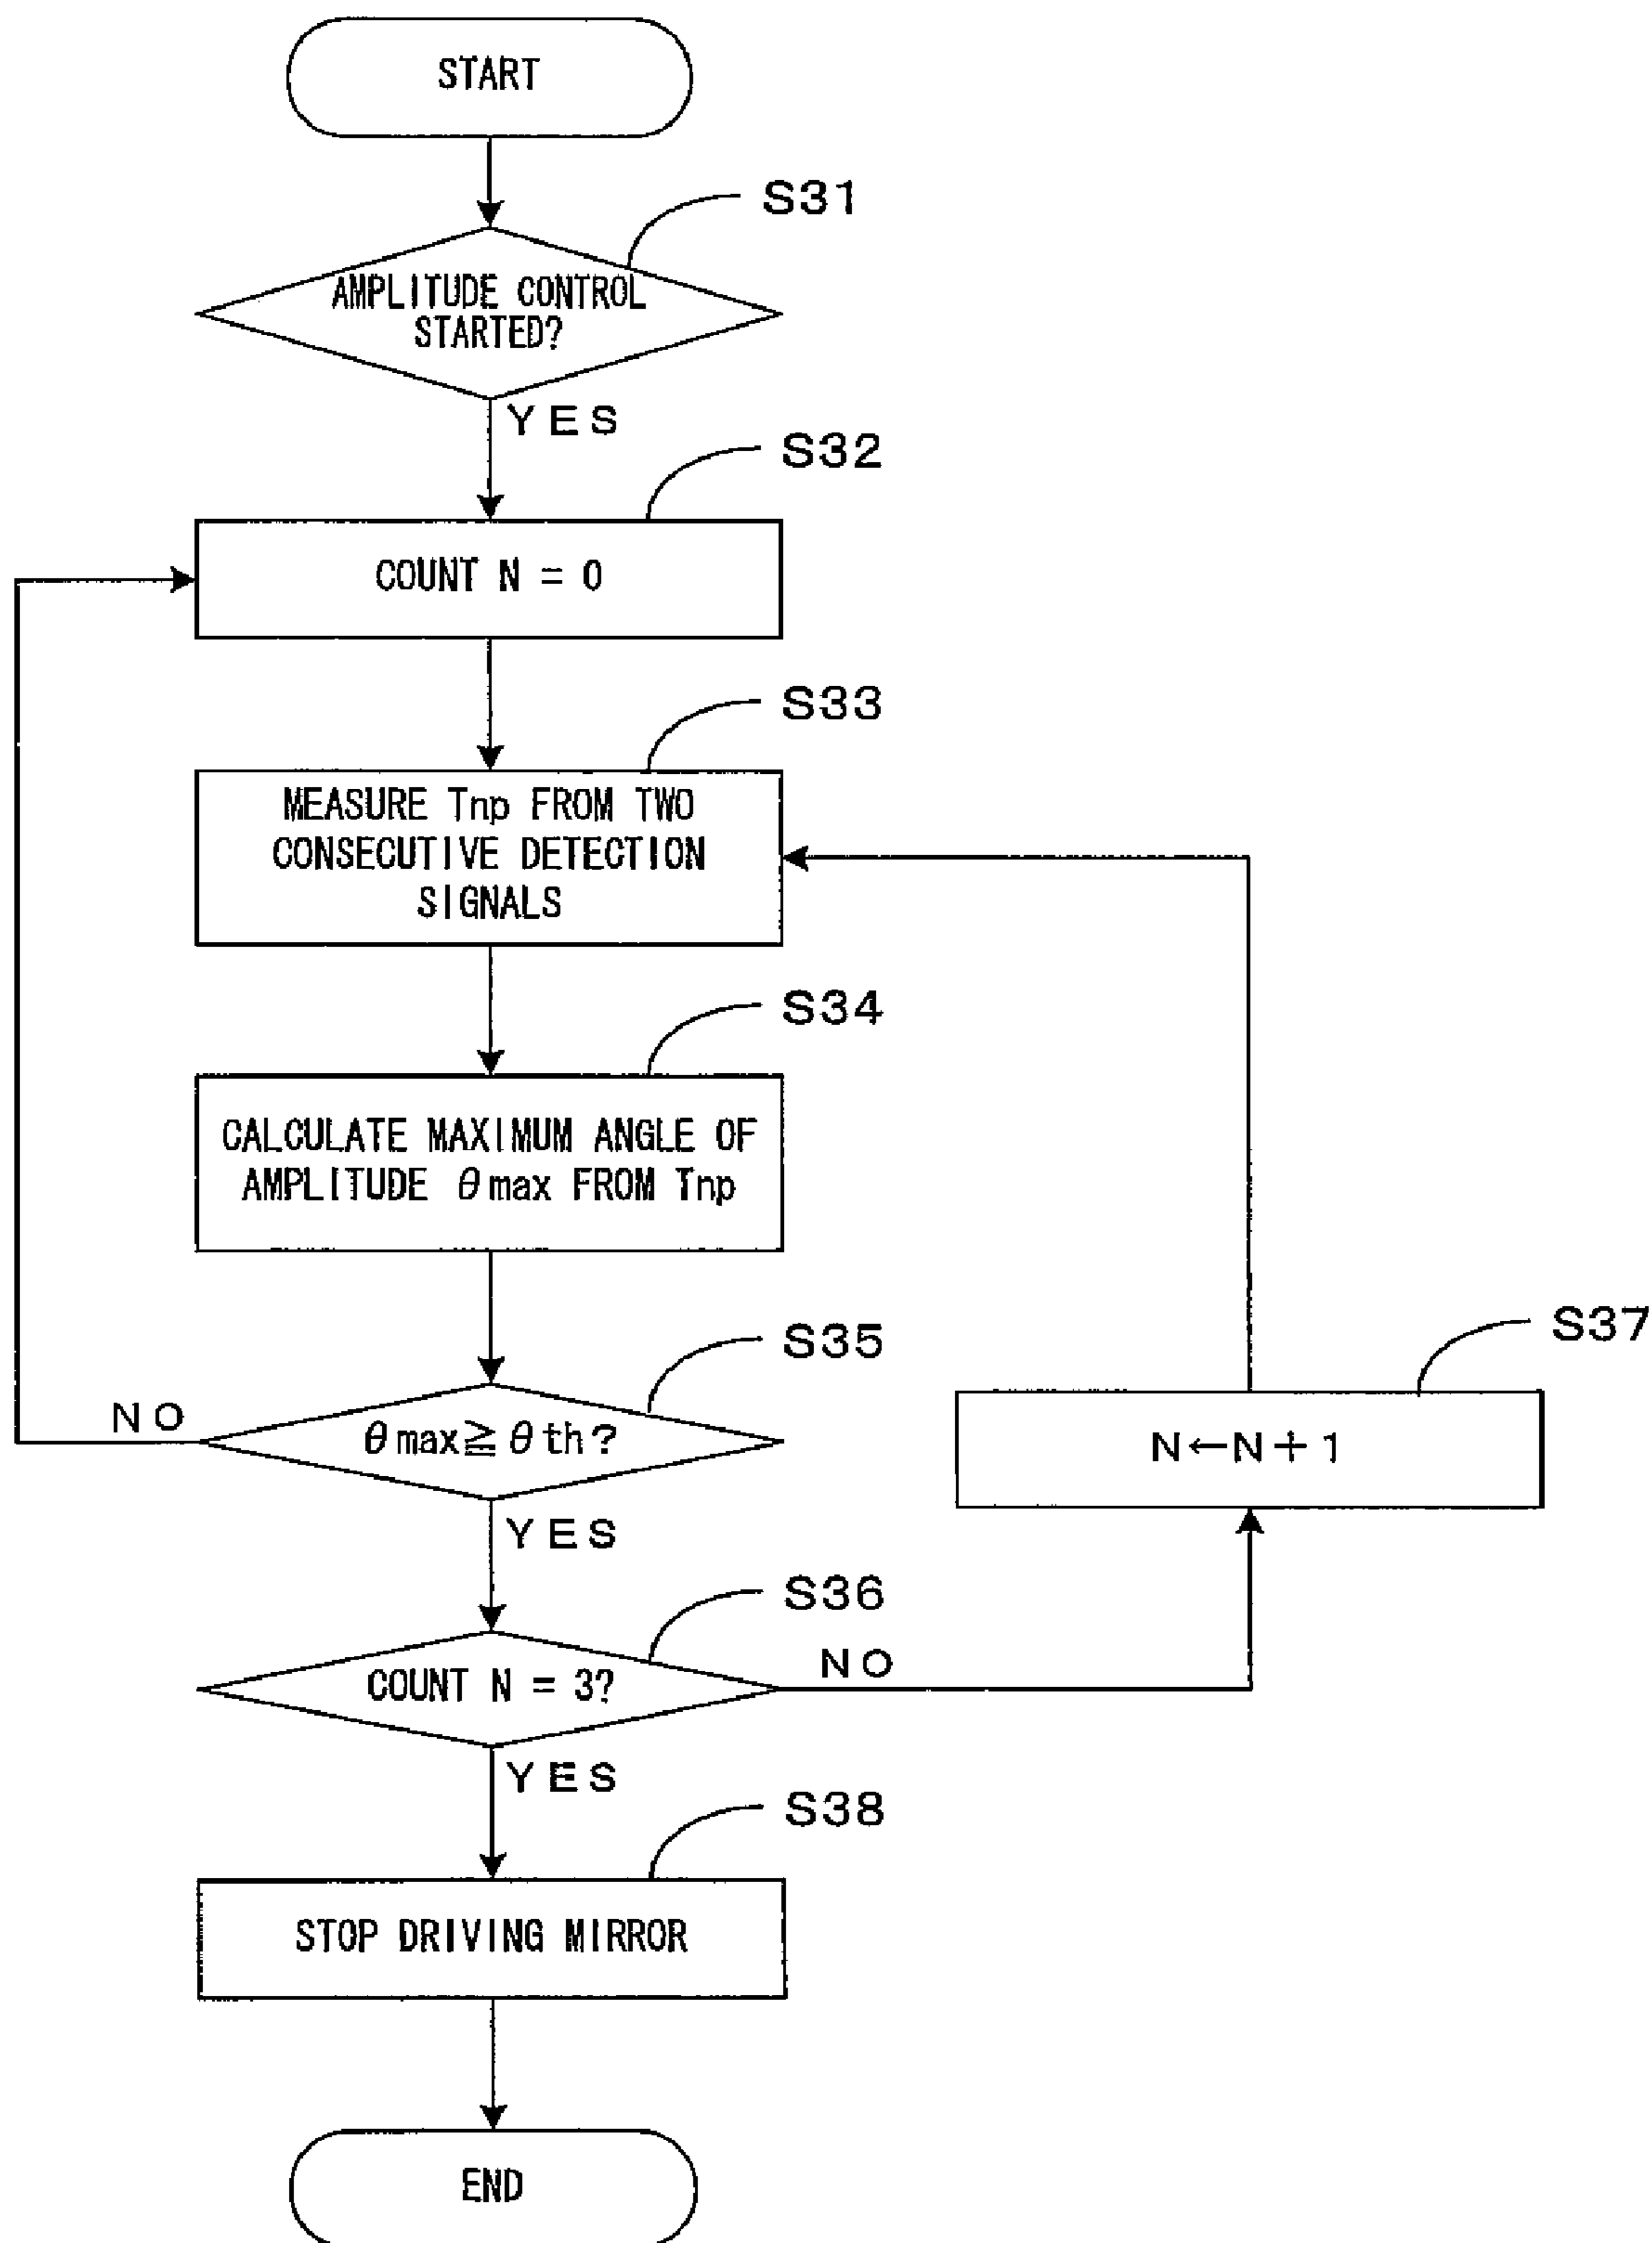 START
S31
AMPLITUDE CONTROL
STARTED?
YES
S32
COUNT N = 0
S33
MEASURE Tnp FROM TWO
CONSECUTIVE DETECTION
SIGNALS
S34
CALCULATE MAXIMUM ANGLE OF
AMPLITUDE θmax FROM Tnp
S35
S37
NO
θmax≧θth?
N←N+1
YES
S36
NO
COUNT N = 3?
YES
S38
STOP DRIVING MIRROR
END